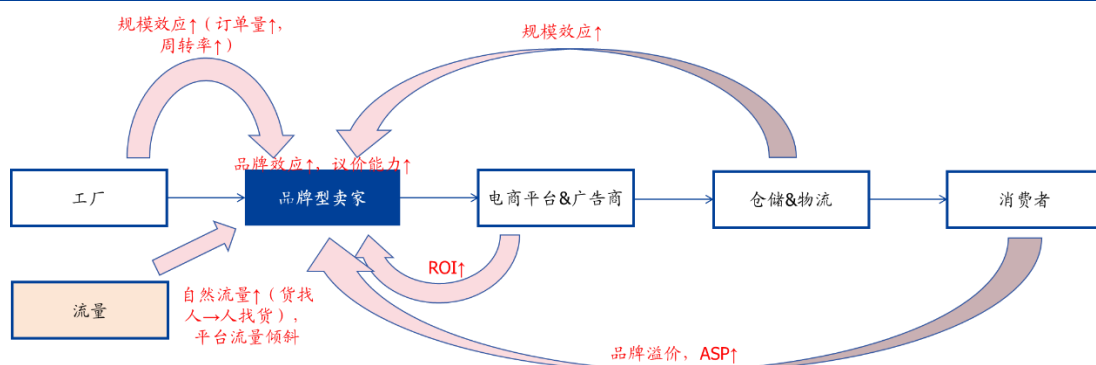 规模效应↑（订单量↑，
周转率↑）
规模效应↑
品牌效应↑，议价能力↑
工厂
品牌型卖家
电商平台&广告商
仓储&物流
消费者
ROI↑
流量
自然流量↑（货找
人→人找货），
平台流量倾斜
品牌溢价，ASP↑